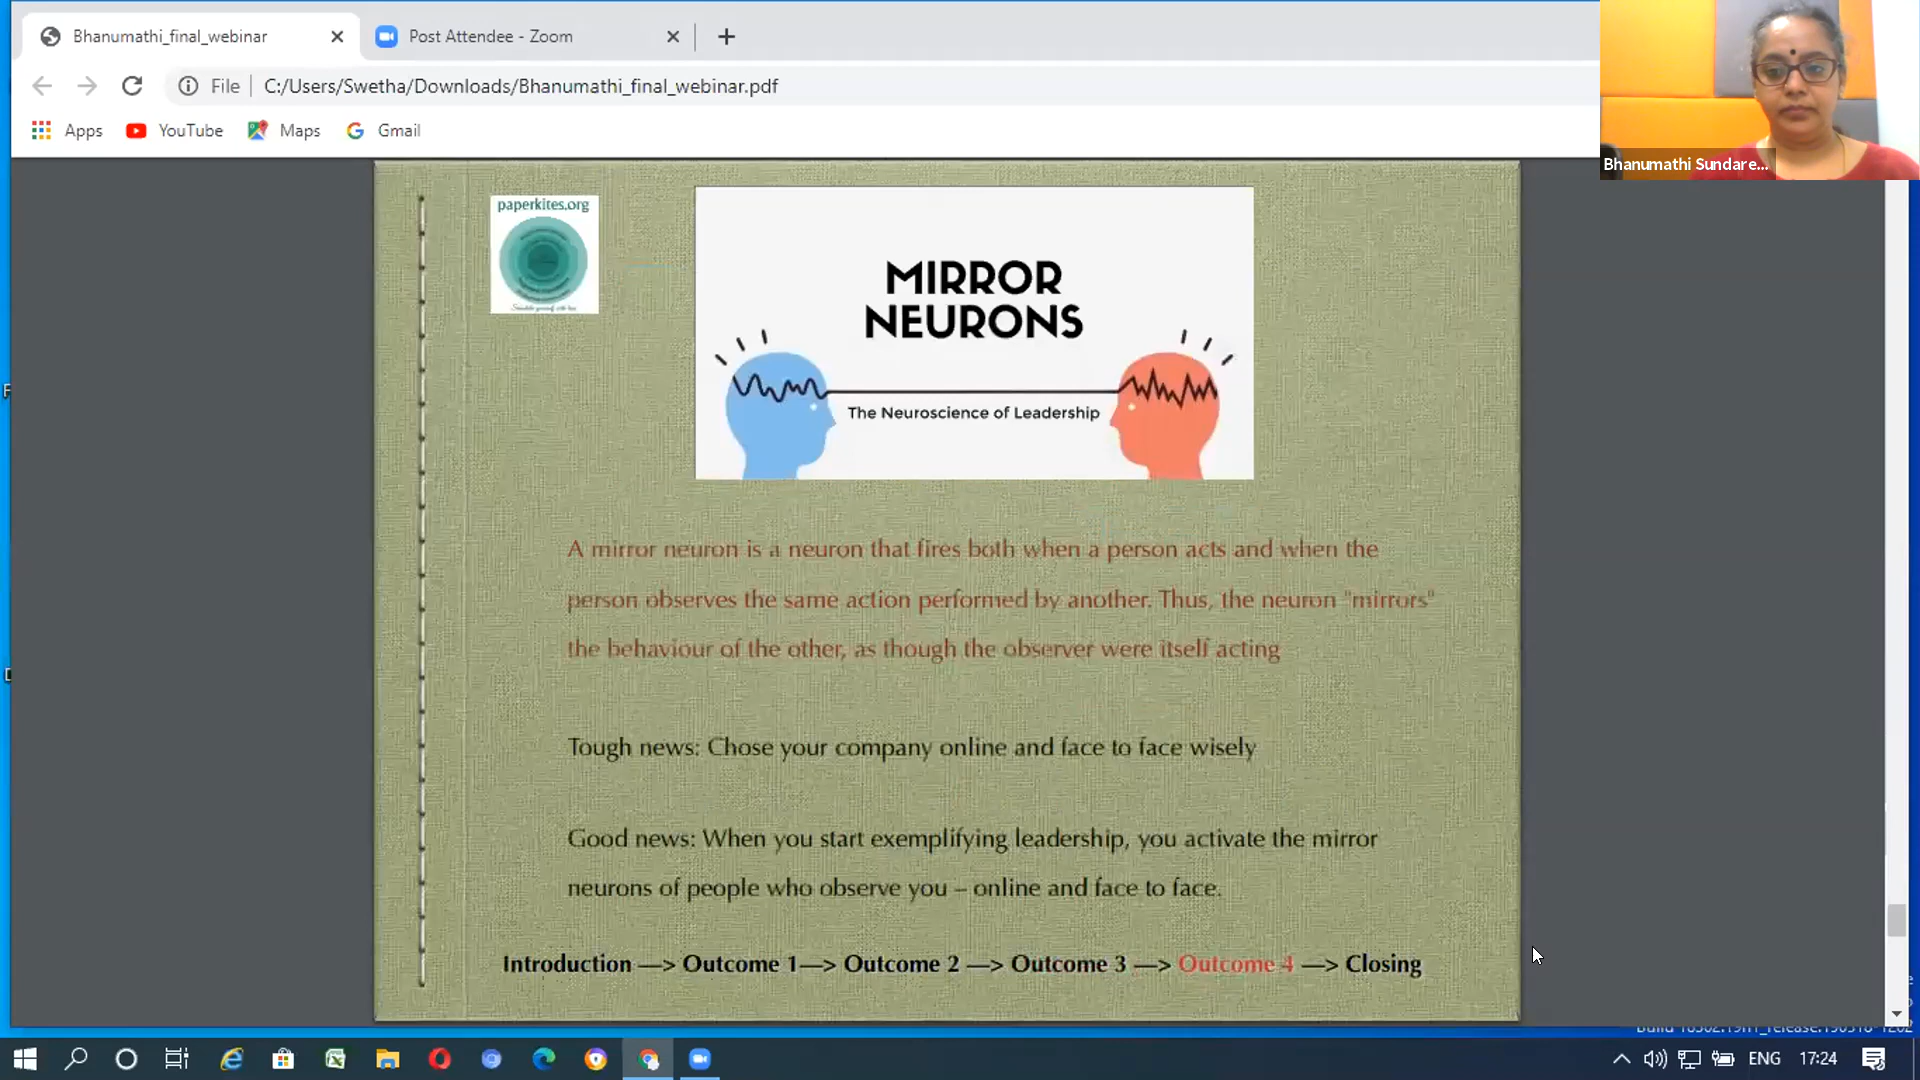 Bhanumathi_final_webinar
Post Attendee - Zoom
File
C:/Users/Swetha/Downloads/Bhanumathi_final_webinar.pdf
Apps
YouTube
Maps
Gmail
Bhanumathi Sundare...
paperkites.org
MIRROR
NEURONS
The Neuroscience of Leadership
A mirror neuron is a neuron that fires both when a person acts and when the
person observes the same action performed by another. Thus, the neuron "mirrors"
the behaviour of the other, as though the observer were itself acting
Tough news: Chose your company online and face to face wisely
Good news: When you start exemplifying leadership, you activate the mirror
neurons of people who observe you – online and face to face.
Introduction —> Outcome 1—> Outcome 2 —> Outcome 3 —> Outcome 4 —> Closing
ENG
17:24